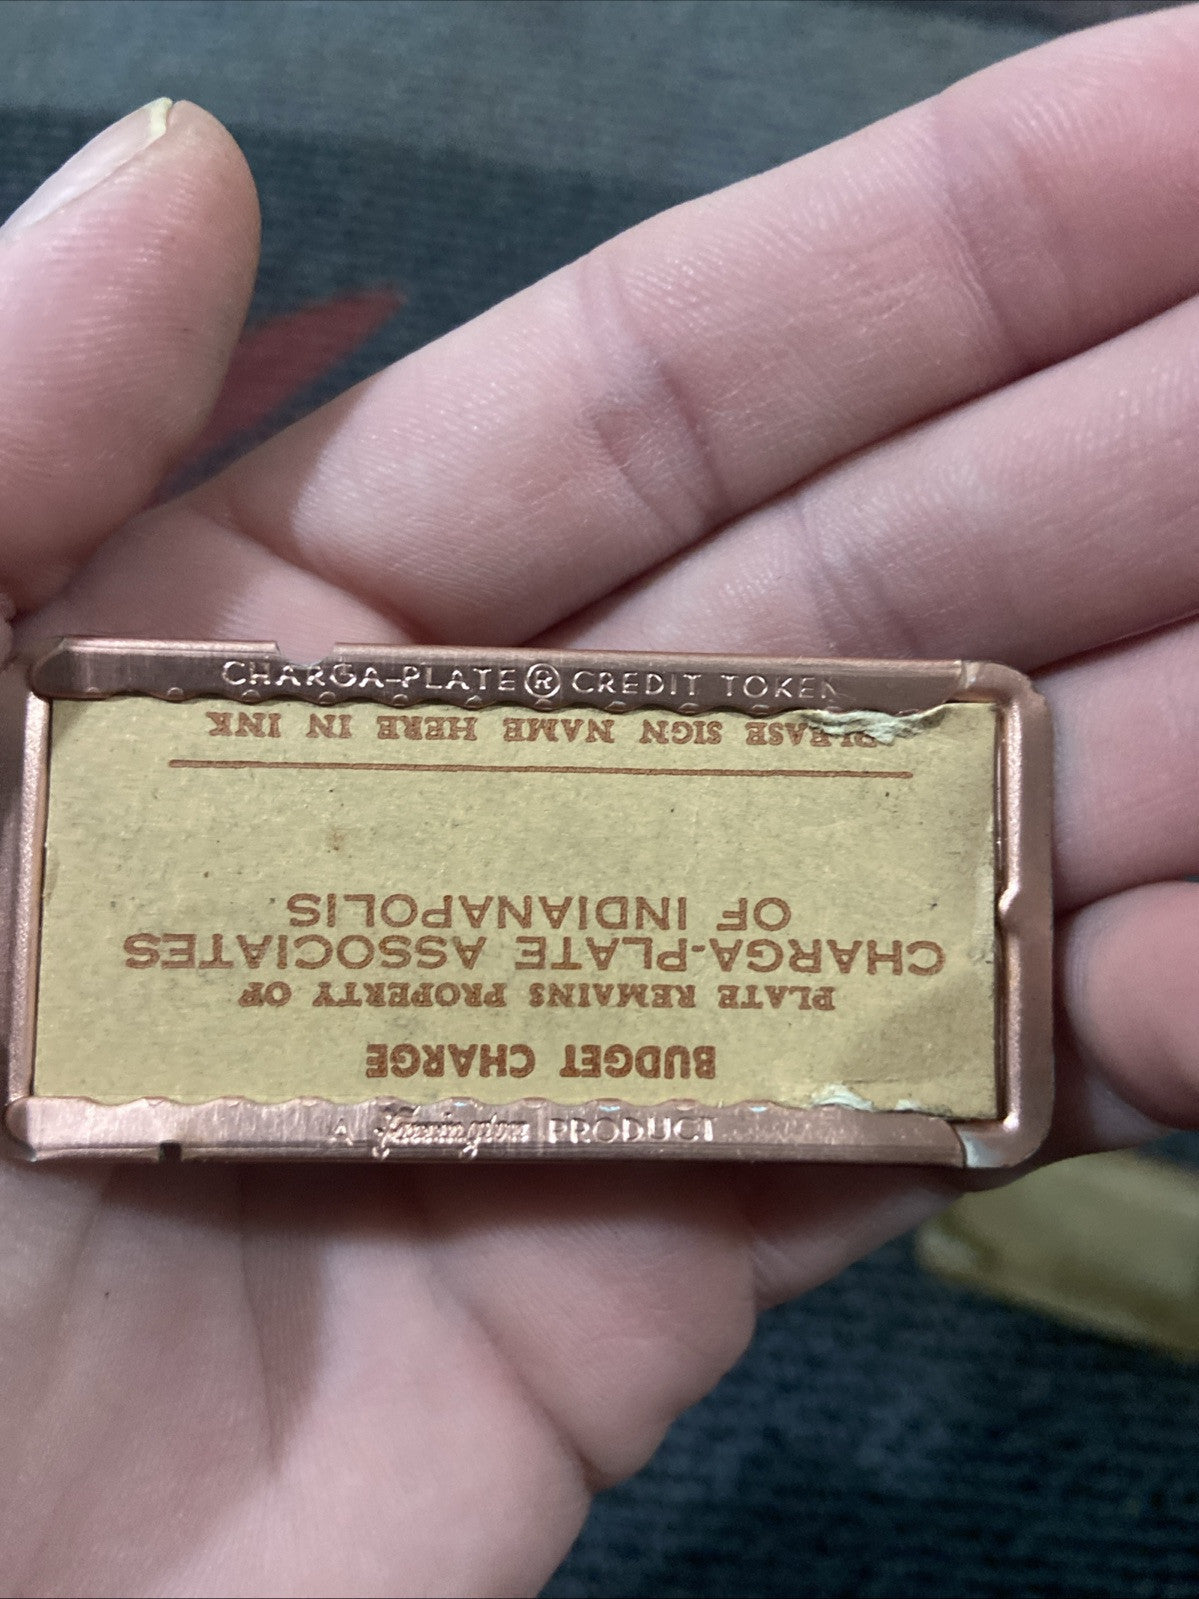 CHARGA-PLATE® CREDIT TOKEN
BUDGET CHARGE
PLATE REMAINS PROPERTY OF
CHARGA-PLATE ASSOCIATES
OF INDIANAPOLIS
PLEASE SIGN NAME HERE IN INK
A Farrington PRODUCT